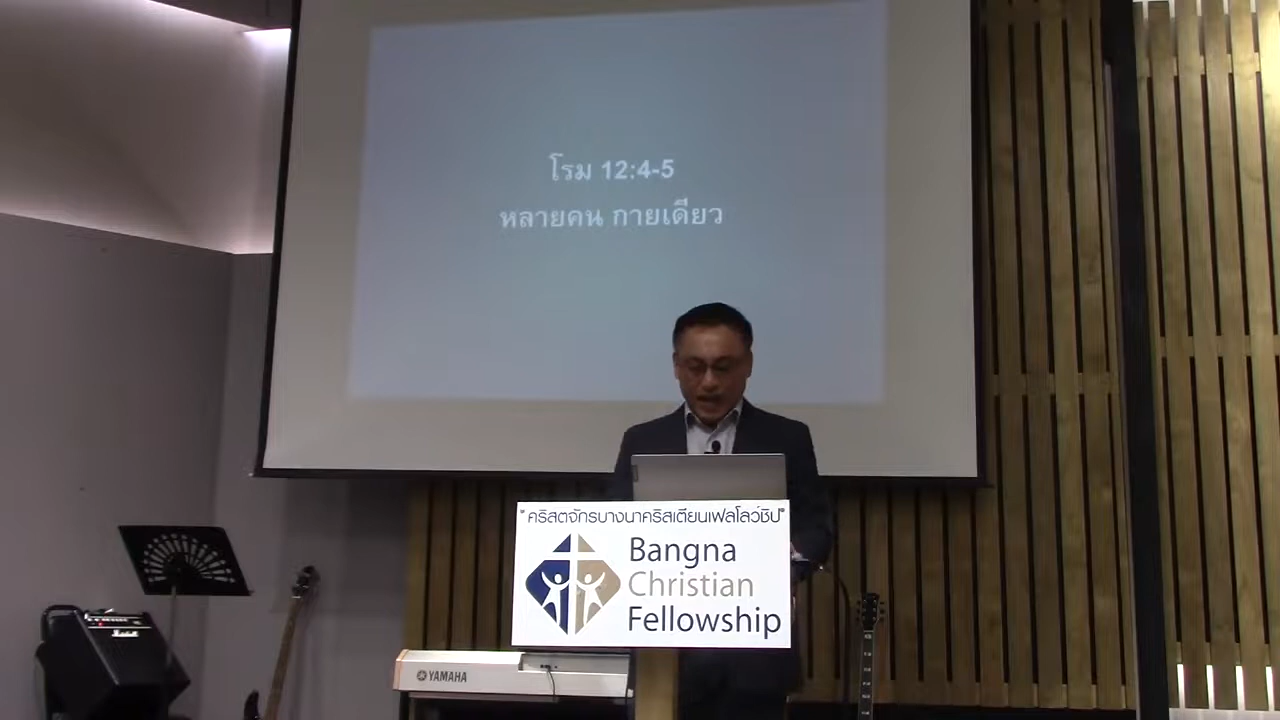 โรม 12:4-5
หลายคน กายเดียว
"คริสตจักรบางนาคริสเตียนเฟลโลว์ชิป"
Bangna
Christian
Fellowship
YAMAHA
Marshall